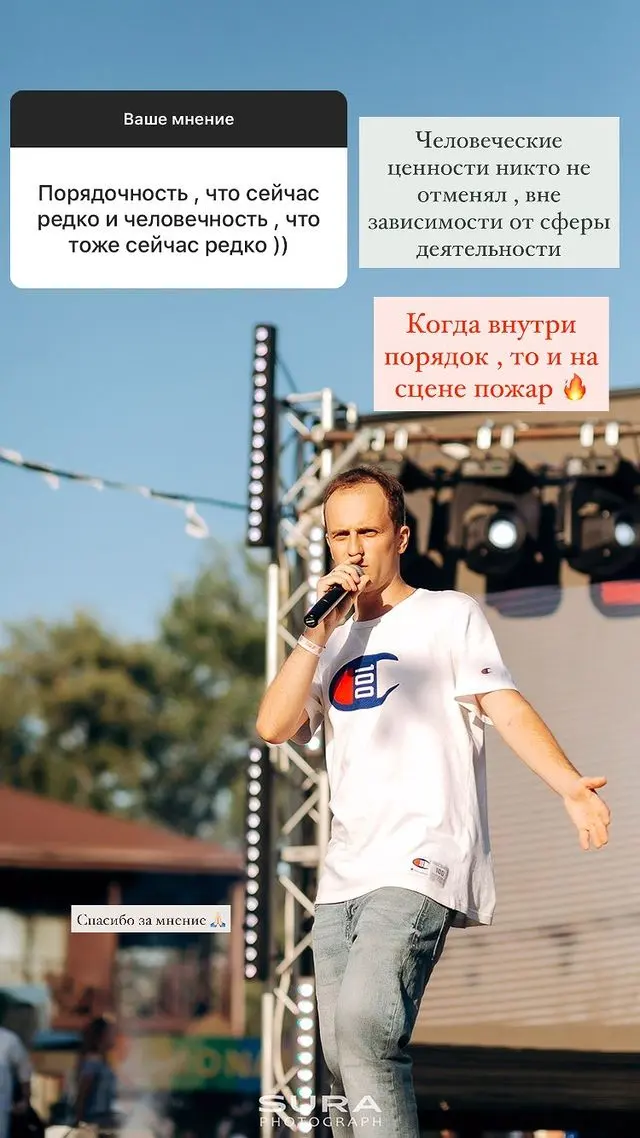 Ваше мнение
Порядочность , что сейчас
редко и человечность , что
тоже сейчас редко ))
Человеческие
ценности никто не
отменял , вне
зависимости от сферы
деятельности
Когда внутри
порядок , то и на
сцене пожар 🔥
100
100
Спасибо за мнение 🙏🏻
SURA
PHOTOGRAPH